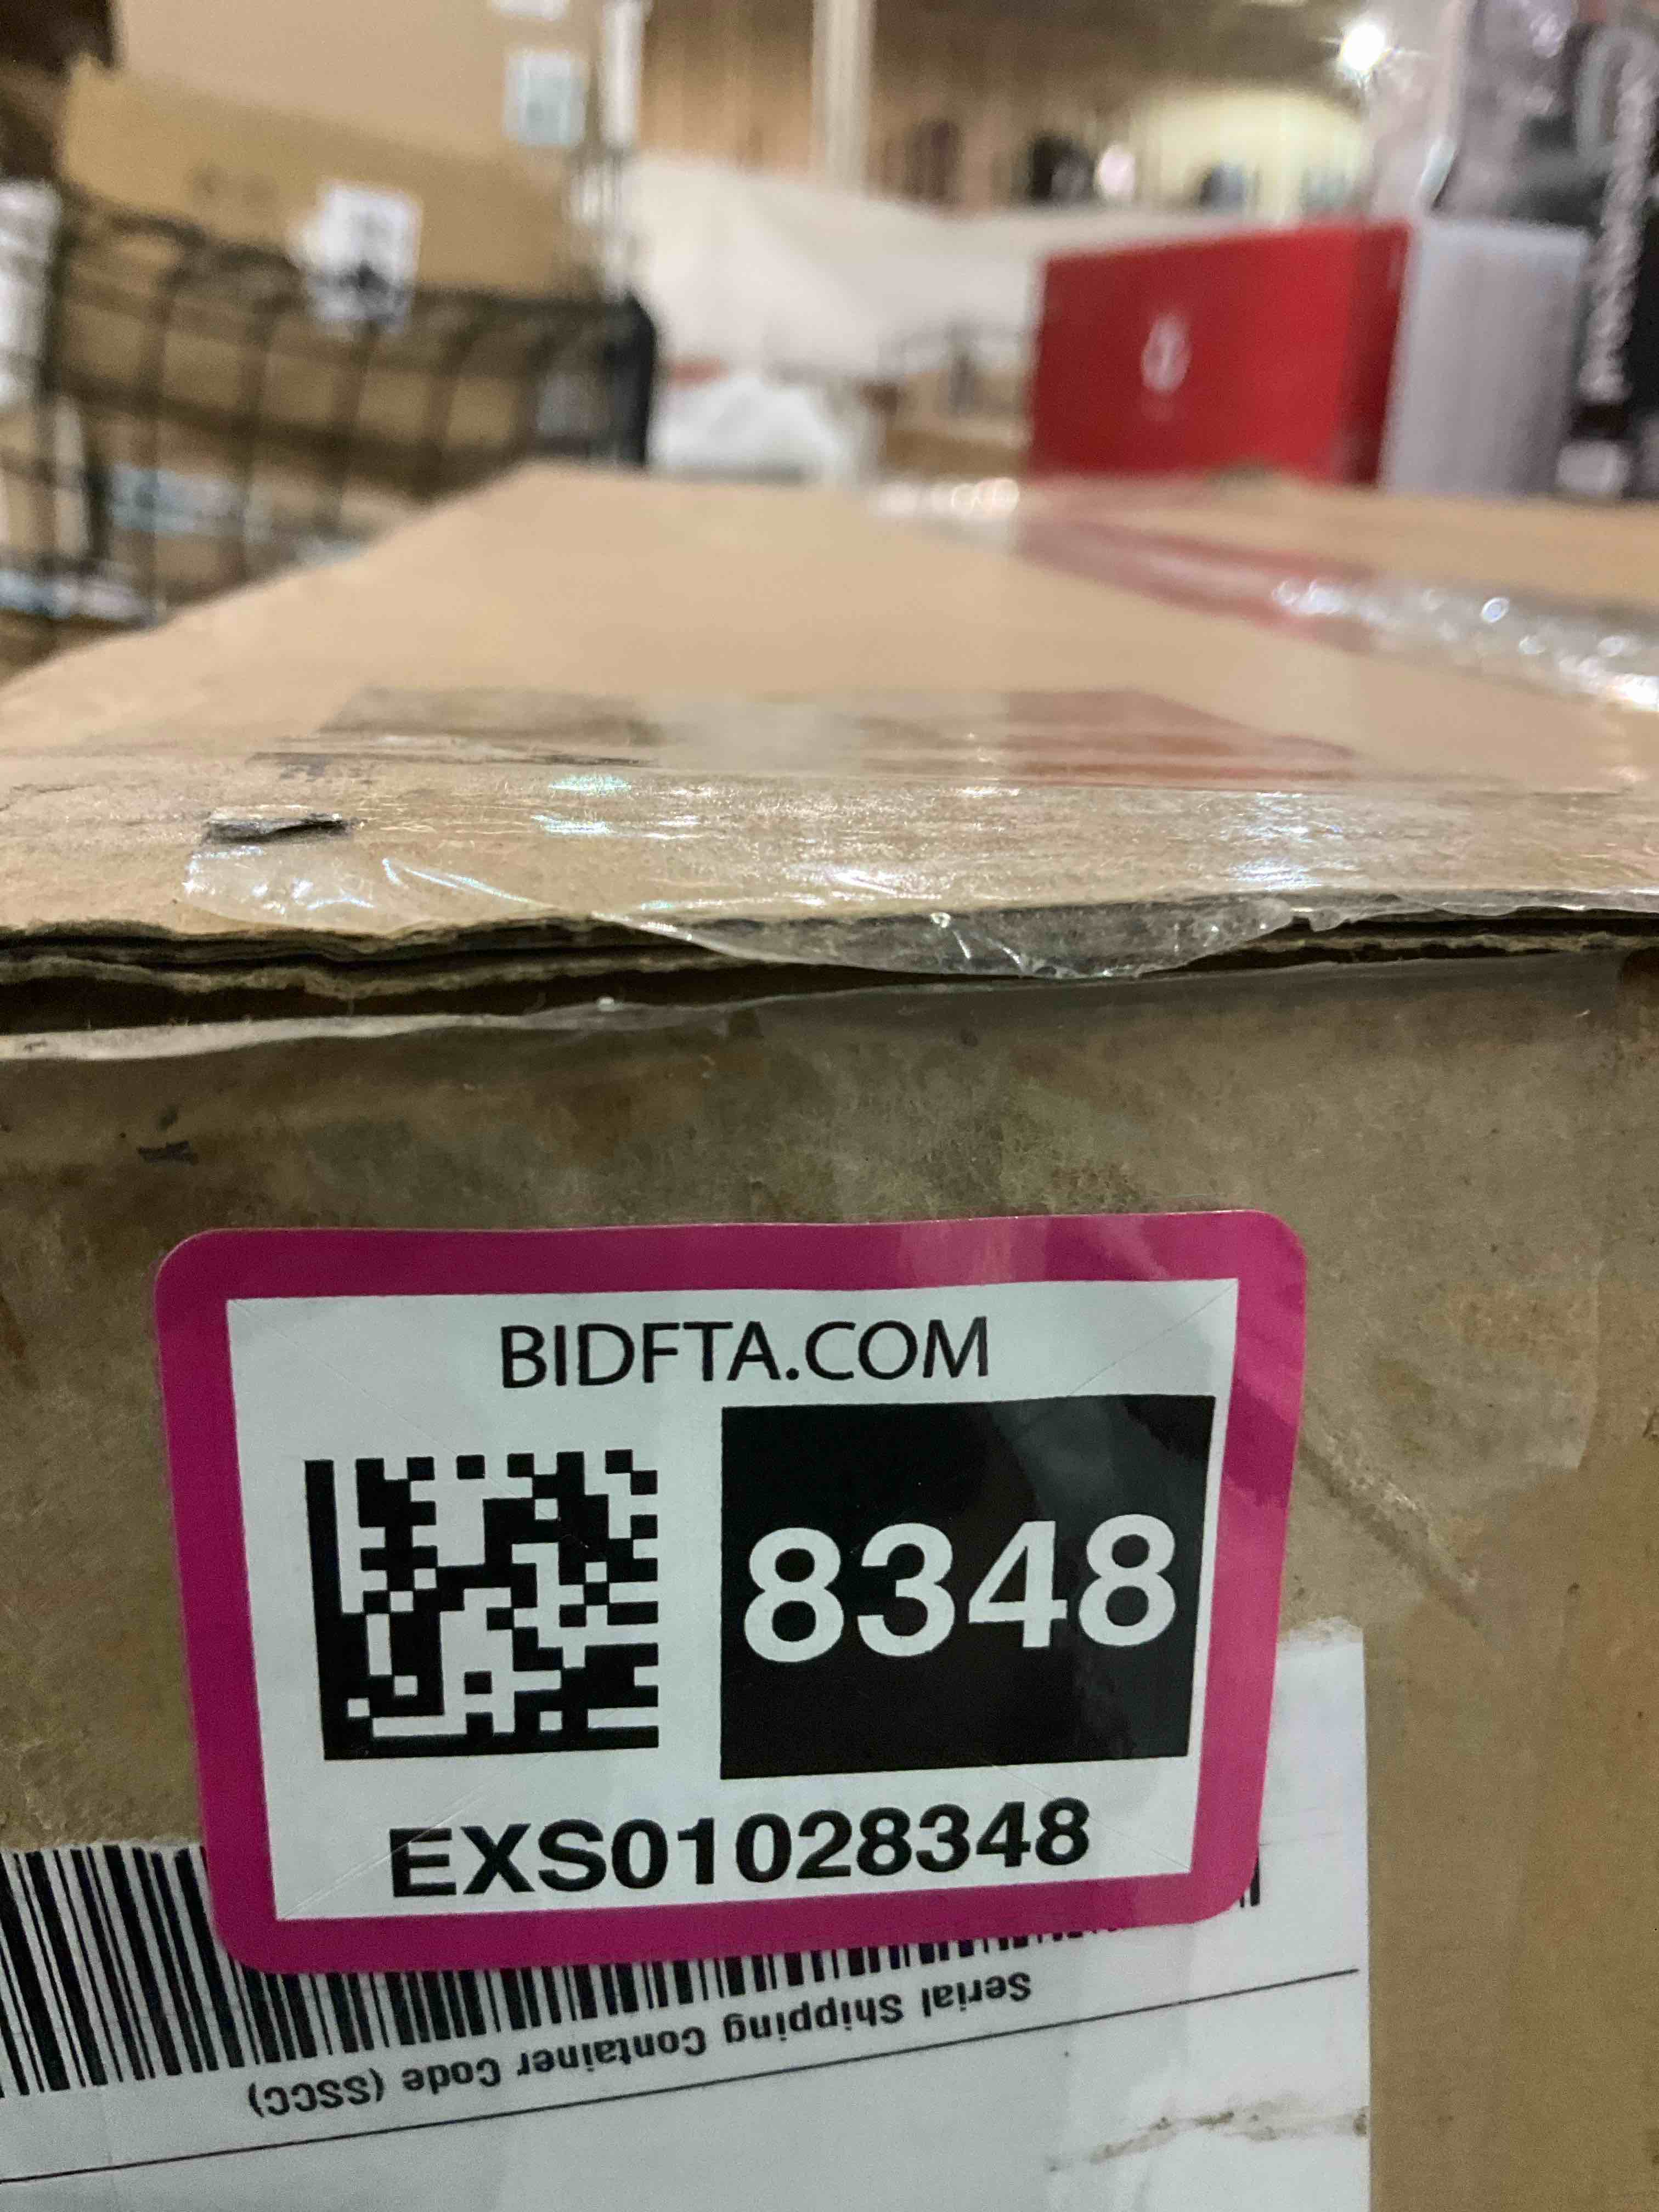 BIDFTA.COM
8348
EXS01028348
Serial Shipping Container Code (SSCC)